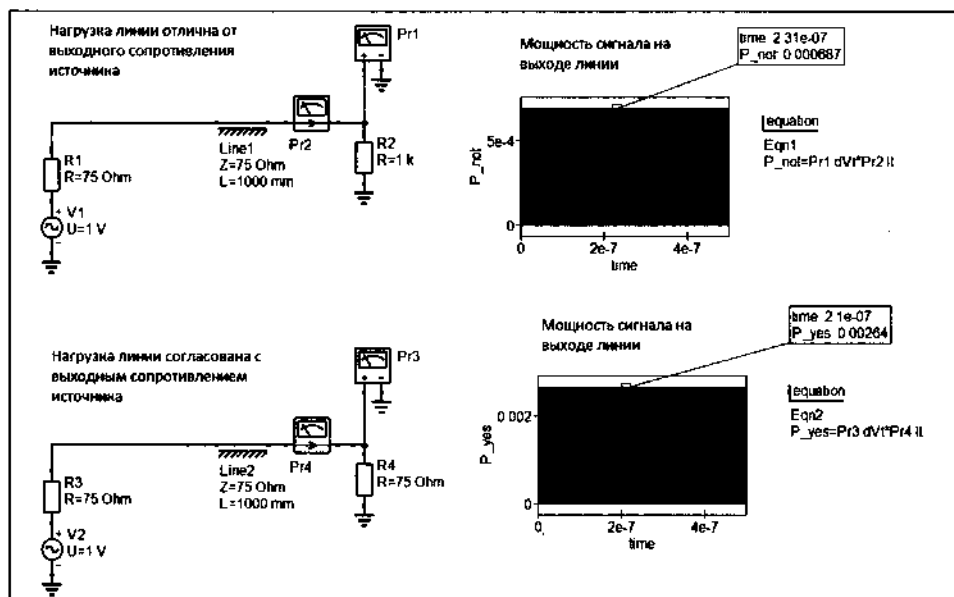 Нагрузка линии отлична от
выходного сопротивления
источника
Pr1
Pr2
Line1
Z=75 Ohm
L=1000 mm
R2
R=1 k
R1
R=75 Ohm
V1
U=1 V
Мощность сигнала на
выходе линии
time 2 31e-07
P_not 0 000687
P_not
5e-4
0
0
2e-7
4e-7
time
equation
Eqn1
P_not=Pr1 dVt*Pr2 It
Нагрузка линии согласована с
выходным сопротивлением
источника
Pr3
Pr4
Line2
Z=75 Ohm
L=1000 mm
R4
R=75 Ohm
R3
R=75 Ohm
V2
U=1 V
Мощность сигнала на
выходе линии
time 2 1e-07
P_yes 0 00264
P_yes
0 002
0
0
2e-7
4e-7
time
equation
Eqn2
P_yes=Pr3 dVt*Pr4 It